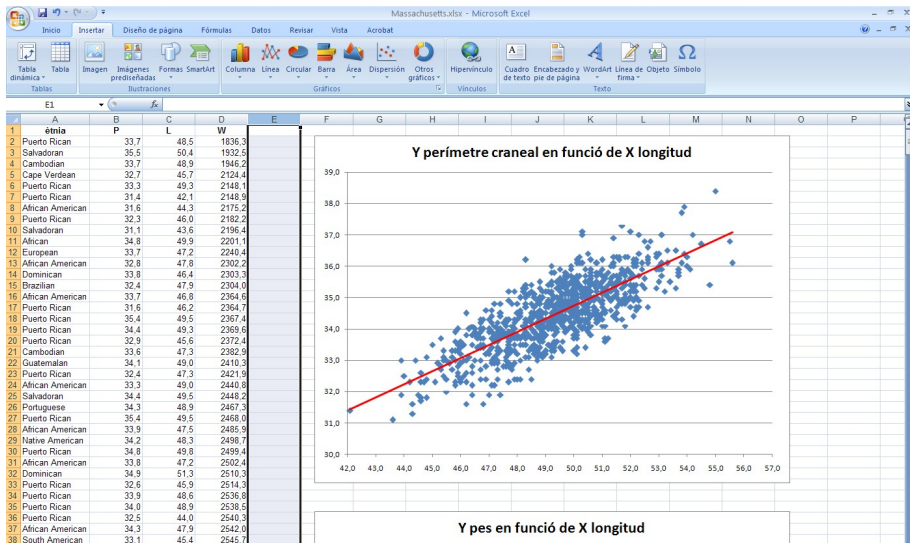 Massachusetts.xlsx - Microsoft Excel
Inicio Insertar Diseño de página Fórmulas Datos Revisar Vista Acrobat
Tabla dinámica Tabla Imagen Imágenes prediseñadas Formas SmartArt Columna Línea Circular Barra Área Dispersión Otros gráficos Hipervínculo Cuadro de texto Encabezado y pie de página WordArt Línea de firma Objeto Símbolo
Tablas Ilustraciones Gráficos Vínculos Texto
E1 fx
A B C D E F G H I J K L M N O P
1 ètnia P L W
2 Puerto Rican 33,7 48,5 1836,3
3 Salvadoran 35,5 50,4 1932,5
4 Cambodian 33,7 48,9 1946,2
5 Cape Verdean 32,7 45,7 2124,4
6 Puerto Rican 33,3 49,3 2148,1
7 Puerto Rican 31,4 42,1 2148,9
8 African American 31,6 44,3 2175,2
9 Puerto Rican 32,3 46,0 2182,2
10 Salvadoran 31,1 43,6 2196,4
11 African 34,8 49,9 2201,1
12 European 33,7 47,2 2240,4
13 African American 32,8 47,8 2302,2
14 Dominican 33,8 46,4 2303,3
15 Brazilian 32,4 47,9 2304,0
16 African American 33,7 46,8 2364,6
17 Puerto Rican 31,6 46,2 2364,7
18 Puerto Rican 35,4 49,5 2367,4
19 Puerto Rican 34,4 49,3 2369,6
20 Puerto Rican 32,9 45,6 2372,4
21 Cambodian 33,6 47,3 2382,9
22 Guatemalan 34,1 49,0 2410,3
23 Puerto Rican 32,4 47,3 2421,9
24 African American 33,3 49,0 2440,8
25 Salvadoran 34,4 49,5 2448,2
26 Portuguese 34,3 48,9 2467,3
27 Puerto Rican 35,4 49,5 2468,0
28 African American 33,9 47,5 2485,9
29 Native American 34,2 48,3 2498,7
30 Puerto Rican 34,8 49,8 2499,4
31 African American 33,8 47,2 2502,4
32 Dominican 34,9 51,3 2510,3
33 Puerto Rican 32,6 45,9 2514,3
34 Puerto Rican 33,9 48,6 2536,8
35 Puerto Rican 34,0 48,9 2538,5
36 Puerto Rican 32,5 44,0 2540,3
37 African American 34,3 47,9 2542,0
38 South American 33,1 45,4 2545,7
Y perímetre craneal en funció de X longitud
39,0
38,0
37,0
36,0
35,0
34,0
33,0
32,0
31,0
30,0
42,0 43,0 44,0 45,0 46,0 47,0 48,0 49,0 50,0 51,0 52,0 53,0 54,0 55,0 56,0 57,0
Y pes en funció de X longitud